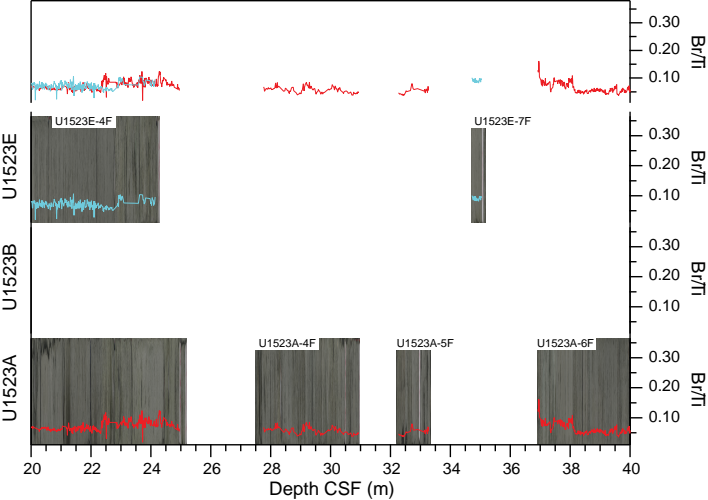 0.30
0.20
0.10
Br/Ti
U1523E
U1523E-4F
U1523E-7F
0.30
0.20
0.10
Br/Ti
U1523B
0.30
0.20
0.10
Br/Ti
U1523A
U1523A-4F
U1523A-5F
U1523A-6F
0.30
0.20
0.10
Br/Ti
20 22 24 26 28 30 32 34 36 38 40
Depth CSF (m)